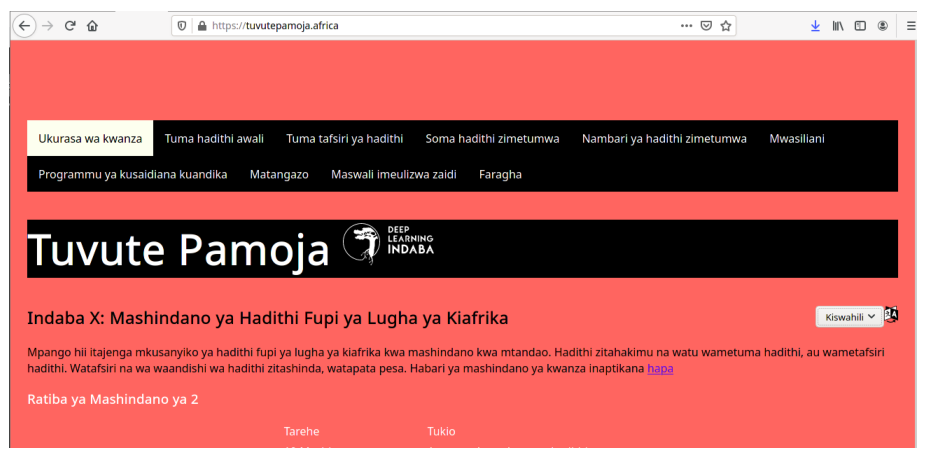 https://tuvutepamoja.africa
Ukurasa wa kwanza Tuma hadithi awali Tuma tafsiri ya hadithi Soma hadithi zimetumwa Nambari ya hadithi zimetumwa Mwasiliani
Programmu ya kusaidiana kuandika Matangazo Maswali imeulizwa zaidi Faragha
Tuvute Pamoja
DEEP
LEARNING
INDABA
Indaba X: Mashindano ya Hadithi Fupi ya Lugha ya Kiafrika
Kiswahili
Mpango hii itajenga mkusanyiko ya hadithi fupi ya lugha ya kiafrika kwa mashindano kwa mtandao. Hadithi zitahakimu na watu wametuma hadithi, au wametafsiri
hadithi. Watafsiri na wa waandishi wa hadithi zitashinda, watapata pesa. Habari ya mashindano ya kwanza inaptikana hapa
Ratiba ya Mashindano ya 2
Tarehe Tukio